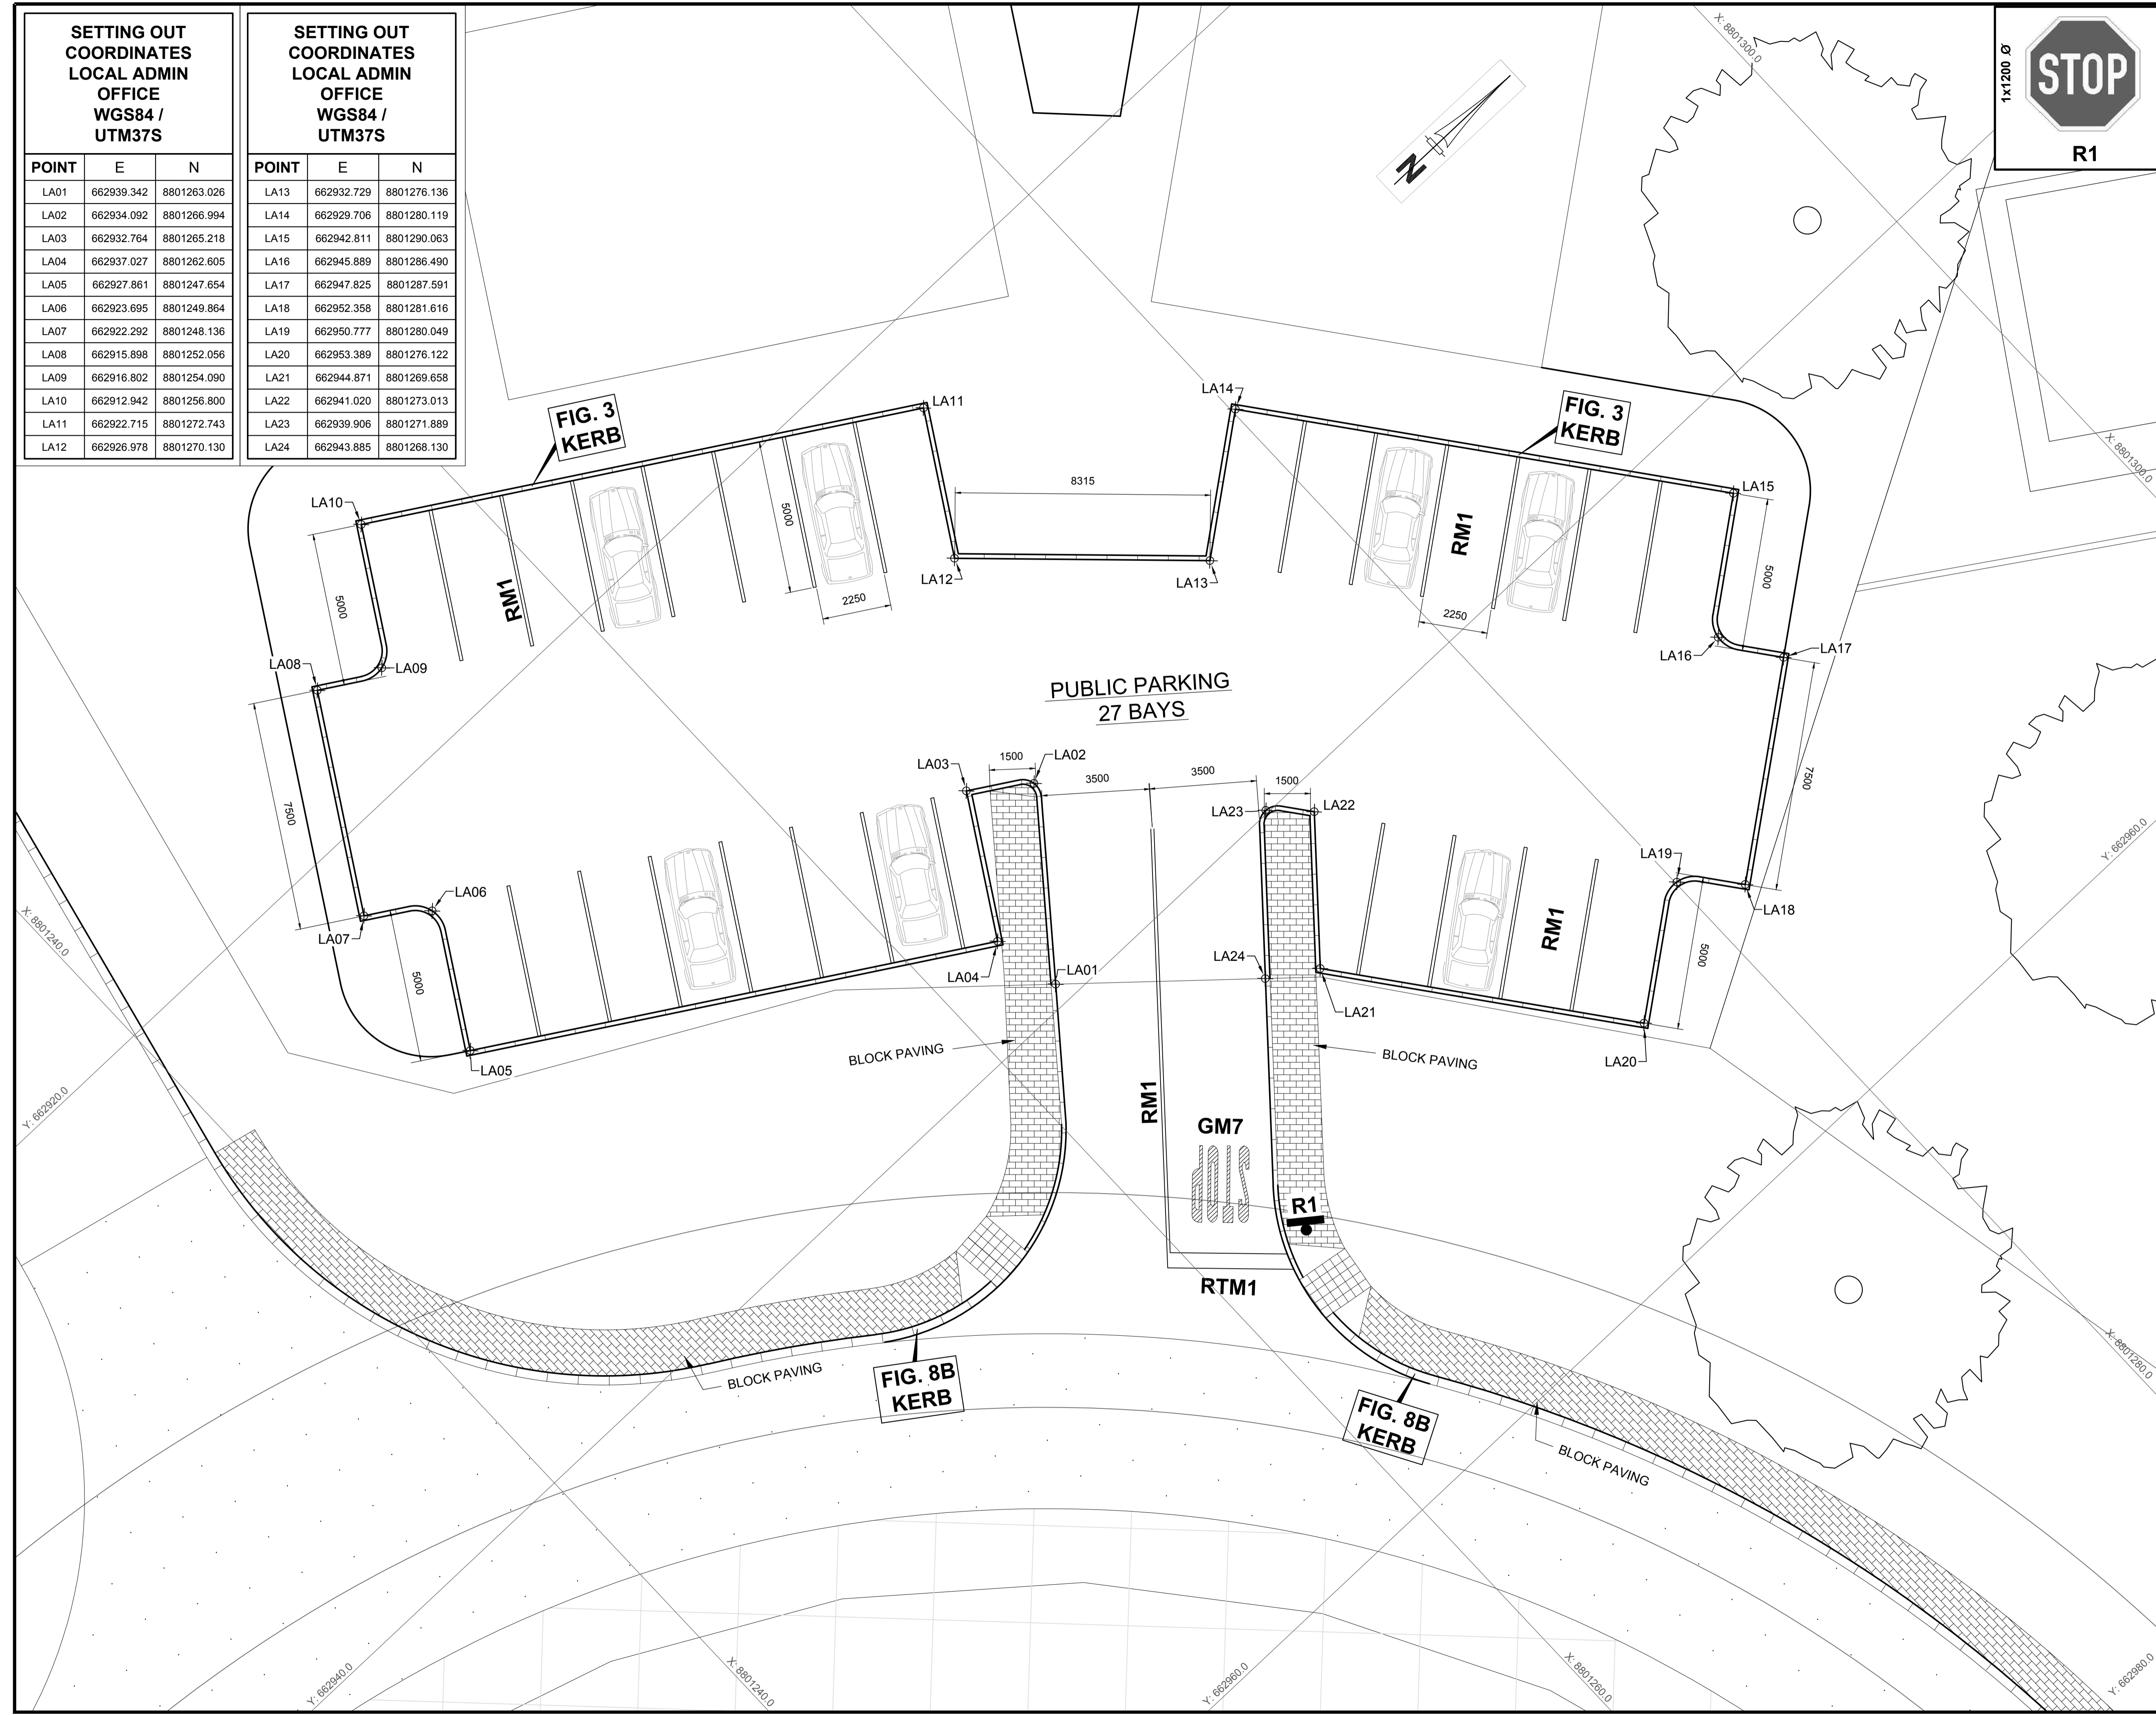 SETTING OUT
COORDINATES
LOCAL ADMIN
OFFICE
WGS84 /
UTM37S
POINT E N
LA01 662939.342 8801263.026
LA02 662934.092 8801266.994
LA03 662932.764 8801265.218
LA04 662937.027 8801262.605
LA05 662927.861 8801247.654
LA06 662923.695 8801249.864
LA07 662922.292 8801248.136
LA08 662915.898 8801252.056
LA09 662916.802 8801254.090
LA10 662912.942 8801256.800
LA11 662922.715 8801272.743
LA12 662926.978 8801270.130
SETTING OUT
COORDINATES
LOCAL ADMIN
OFFICE
WGS84 /
UTM37S
POINT E N
LA13 662932.729 8801276.136
LA14 662929.706 8801280.119
LA15 662942.811 8801290.063
LA16 662945.889 8801286.490
LA17 662947.825 8801287.591
LA18 662952.358 8801281.616
LA19 662950.777 8801280.049
LA20 662953.389 8801276.122
LA21 662944.871 8801269.658
LA22 662941.020 8801273.013
LA23 662939.906 8801271.889
LA24 662943.885 8801268.130
N
X: 8801300.0
1x1200 Ø
STOP
R1
FIG. 3
KERB
LA11
LA14
FIG. 3
KERB
X: 8801300.0
LA10
8315
LA15
5000
RM1
5000
RM1
5000
LA12
LA13
2250
2250
LA08
LA09
LA16
LA17
PUBLIC PARKING
27 BAYS
LA03
1500
LA02
3500
3500
1500
7500
7500
LA23
LA22
Y: 662960.0
LA06
LA19
LA07
LA18
RM1
X: 8801240.0
5000
LA04
LA01
LA24
5000
LA21
LA05
BLOCK PAVING
BLOCK PAVING
LA20
Y: 662920.0
RM1
GM7
STOP
R1
RTM1
X: 8801280.0
BLOCK PAVING
FIG. 8B
KERB
FIG. 8B
KERB
BLOCK PAVING
Y: 662940.0
X: 8801240.0
Y: 662960.0
X: 8801260.0
Y: 662980.0